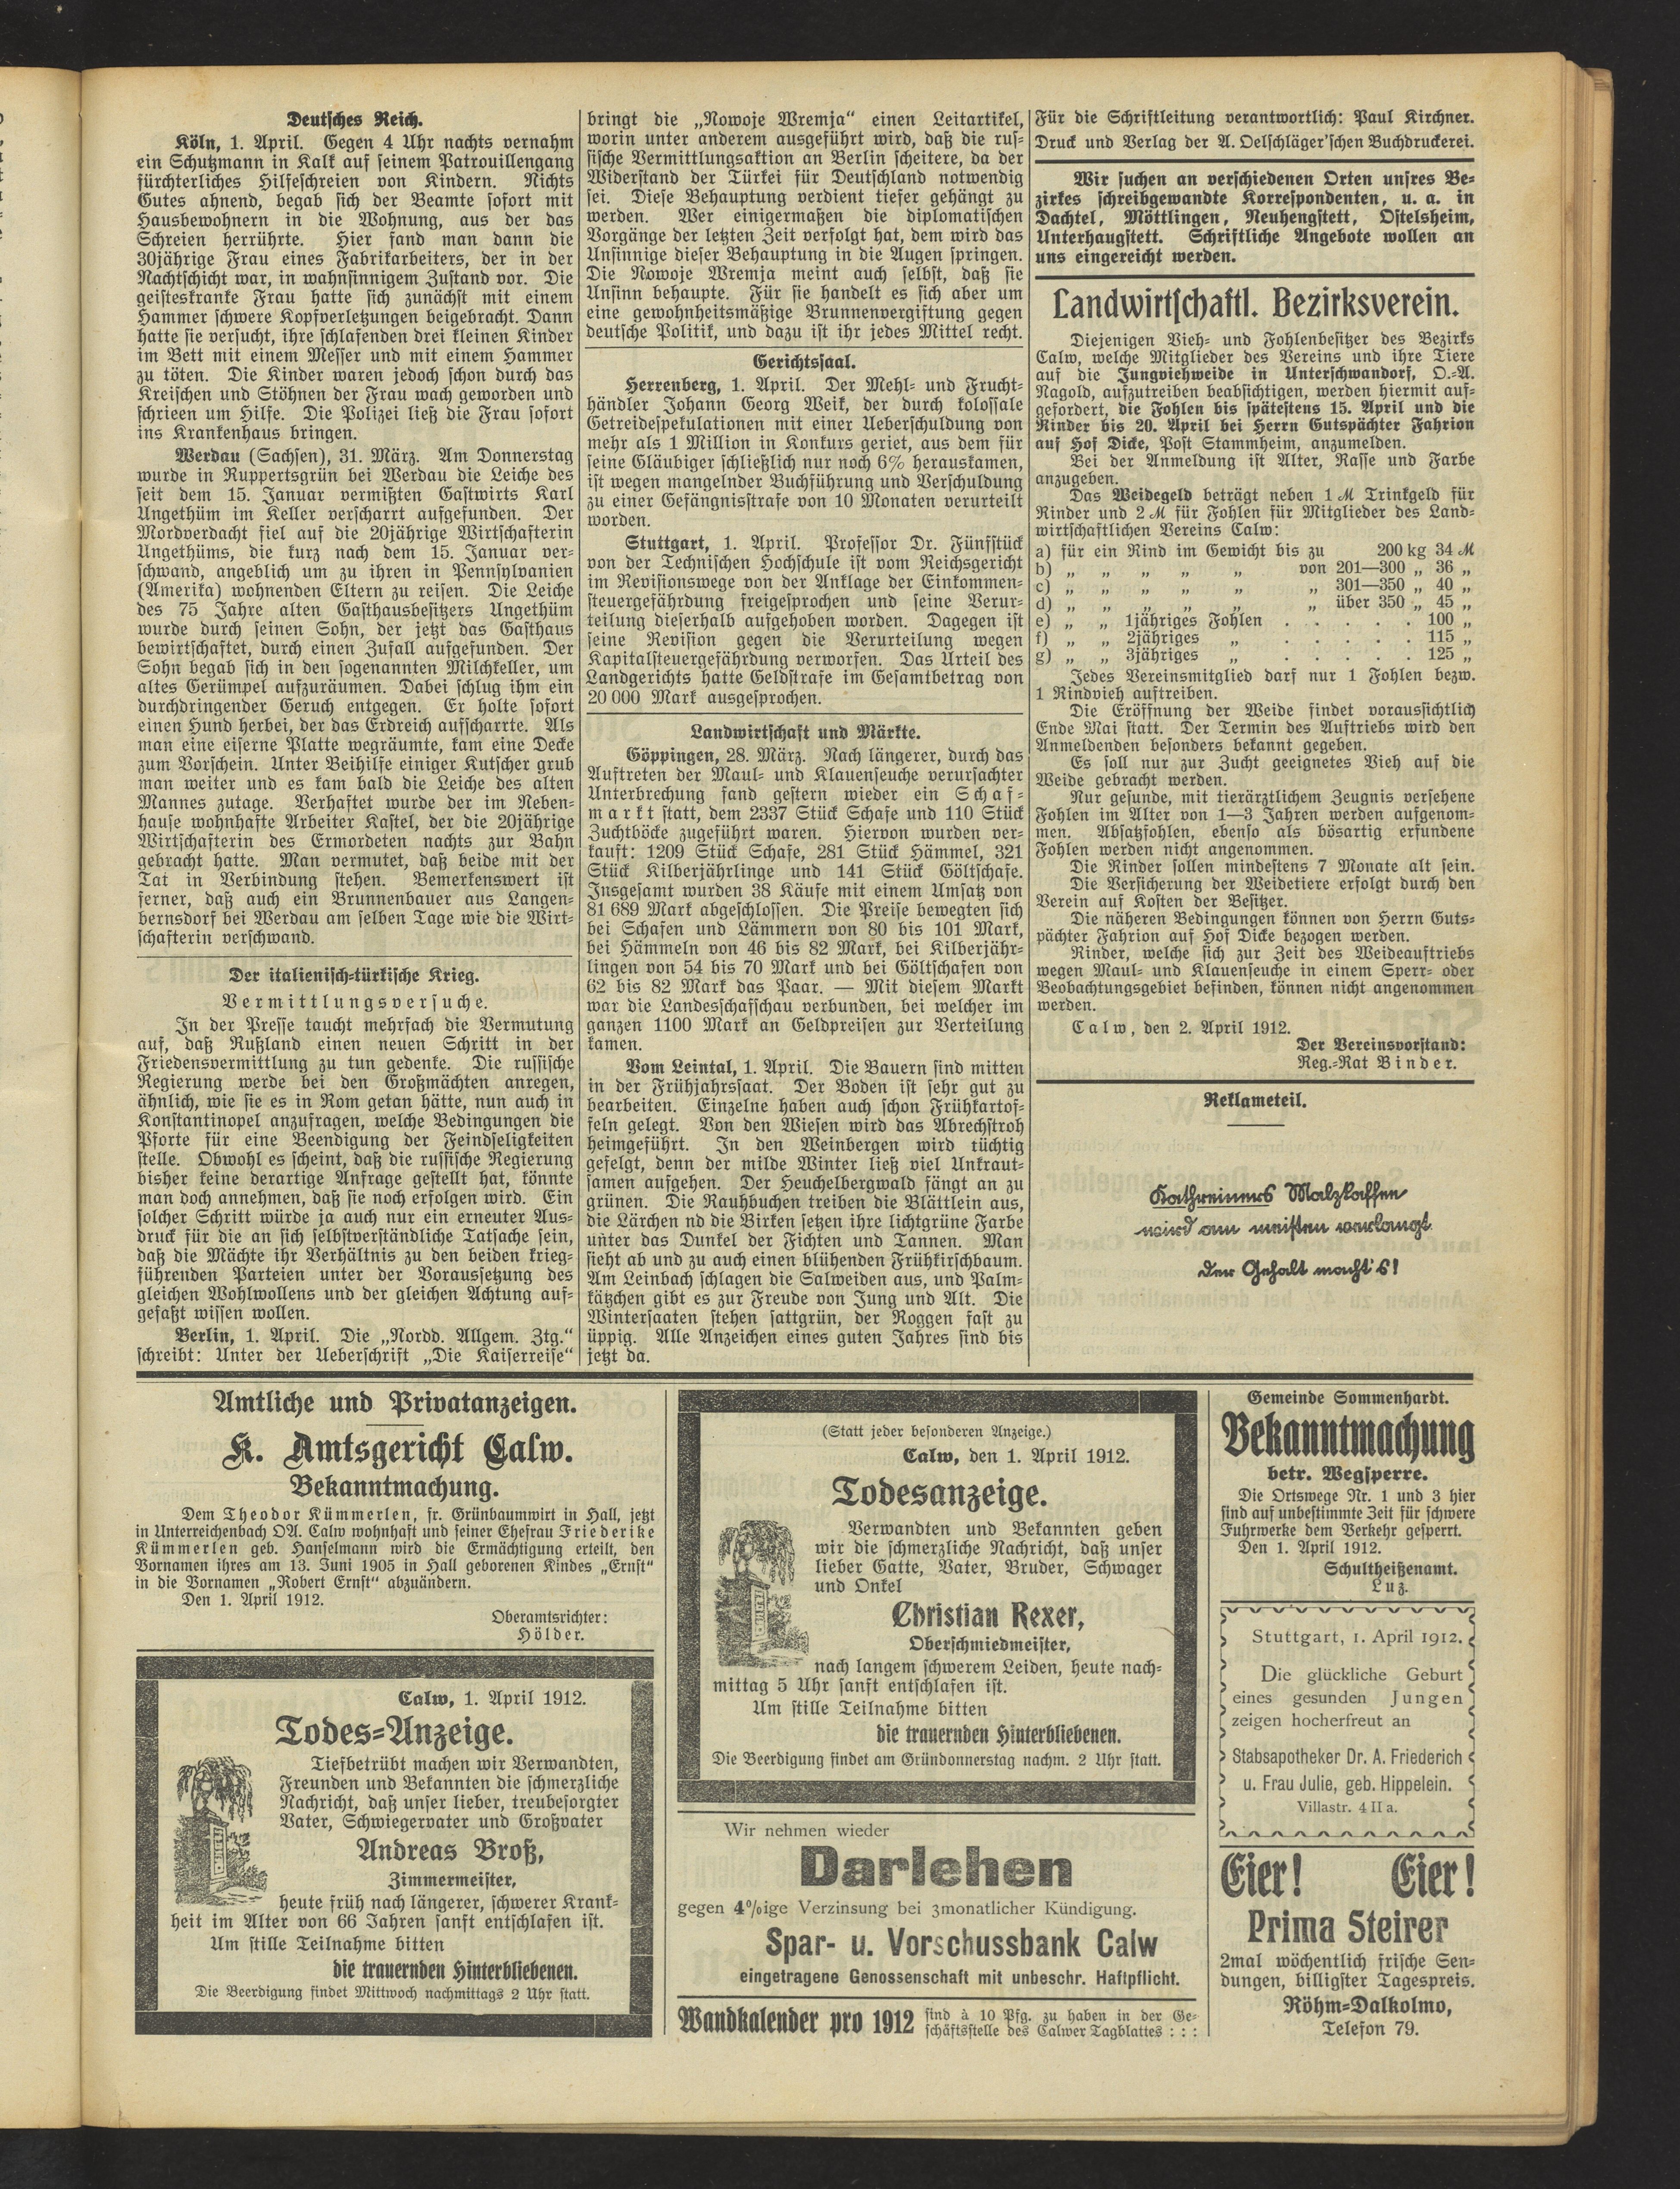 Deutsches Reich.
Köln, 1. April. Gegen 4 Uhr nachts vernahm
ein Schutzmann in Kalk auf seinem Patrouillengang
fürchterliches Hilfeschreien von Kindern. Nichts
Gutes ahnend, begab sich der Beamte sofort mit
Hausbewohnern in die Wohnung, aus der das
Schreien herrührte. Hier fand man dann die
30jährige Frau eines Fabrikarbeiters, der in der
Nachtschicht war, in wahnsinnigem Zustand vor. Die
geisteskranke Frau hatte sich zunächst mit einem
Hammer schwere Kopfverletzungen beigebracht. Dann
hatte sie versucht, ihre schlafenden drei kleinen Kinder
im Bett mit einem Messer und mit einem Hammer
zu töten. Die Kinder waren jedoch schon durch das
Kreischen und Stöhnen der Frau wach geworden und
schrieen um Hilfe. Die Polizei ließ die Frau sofort
ins Krankenhaus bringen.
Werdau (Sachsen), 31. März. Am Donnerstag
wurde in Ruppertsgrün bei Werdau die Leiche des
seit dem 15. Januar vermißten Gastwirts Karl
Ungethüm im Keller verscharrt aufgefunden. Der
Mordverdacht fiel auf die 20jährige Wirtschafterin
Ungethüms, die kurz nach dem 15. Januar ver-
schwand, angeblich um zu ihren in Pennsylvanien
(Amerika) wohnenden Eltern zu reisen. Die Leiche
des 75 Jahre alten Gasthausbesitzers Ungethüm
wurde durch seinen Sohn, der jetzt das Gasthaus
bewirtschaftet, durch einen Zufall aufgefunden. Der
Sohn begab sich in den sogenannten Milchkeller, um
altes Gerümpel aufzuräumen. Dabei schlug ihm ein
durchdringender Geruch entgegen. Er holte sofort
einen Hund herbei, der das Erdreich aufscharrte. Als
man eine eiserne Platte wegräumte, kam eine Decke
zum Vorschein. Unter Beihilfe einiger Kutscher grub
man weiter und es kam bald die Leiche des alten
Mannes zutage. Verhaftet wurde der im Neben-
hause wohnhafte Arbeiter Kastel, der die 20jährige
Wirtschafterin des Ermordeten nachts zur Bahn
gebracht hatte. Man vermutet, daß beide mit der
Tat in Verbindung stehen. Bemerkenswert ist
ferner, daß auch ein Brunnenbauer aus Langen-
bernsdorf bei Werdau am selben Tage wie die Wirt-
schafterin verschwand.
Der italienisch-türkische Krieg.
Vermittlungsversuche.
In der Presse taucht mehrfach die Vermutung
auf, daß Rußland einen neuen Schritt in der
Friedensvermittlung zu tun gedenke. Die russische
Regierung werde bei den Großmächten anregen,
ähnlich, wie sie es in Rom getan hätte, nun auch in
Konstantinopel anzufragen, welche Bedingungen die
Pforte für eine Beendigung der Feindseligkeiten
stelle. Obwohl es scheint, daß die russische Regierung
bisher keine derartige Anfrage gestellt hat, könnte
man doch annehmen, daß sie noch erfolgen wird. Ein
solcher Schritt würde ja auch nur ein erneuter Aus-
druck für die an sich selbstverständliche Tatsache sein,
daß die Mächte ihr Verhältnis zu den beiden krieg-
führenden Parteien unter der Voraussetzung des
gleichen Wohlwollens und der gleichen Achtung auf-
gefaßt wissen wollen.
Berlin, 1. April. Die „Nordd. Allgem. Ztg.“
schreibt: Unter der Ueberschrift „Die Kaiserreise“
bringt die „Nowoje Wremja“ einen Leitartikel,
worin unter anderem ausgeführt wird, daß die rus-
sische Vermittlungsaktion an Berlin scheitere, da der
Widerstand der Türkei für Deutschland notwendig
sei. Diese Behauptung verdient tiefer gehängt zu
werden. Wer einigermaßen die diplomatischen
Vorgänge der letzten Zeit verfolgt hat, dem wird das
Unsinnige dieser Behauptung in die Augen springen.
Die Nowoje Wremja meint auch selbst, daß sie
Unsinn behaupte. Für sie handelt es sich aber um
eine gewohnheitsmäßige Brunnenvergiftung gegen
deutsche Politik, und dazu ist ihr jedes Mittel recht.
Gerichtssaal.
Herrenberg, 1. April. Der Mehl- und Frucht-
händler Johann Georg Weik, der durch kolossale
Getreidespekulationen mit einer Ueberschuldung von
mehr als 1 Million in Konkurs geriet, aus dem für
seine Gläubiger schließlich nur noch 6% herauskamen,
ist wegen mangelnder Buchführung und Verschuldung
zu einer Gefängnisstrafe von 10 Monaten verurteilt
worden.
Stuttgart, 1. April. Professor Dr. Fünfstück
von der Technischen Hochschule ist vom Reichsgericht
im Revisionswege von der Anklage der Einkommen-
steuergefährdung freigesprochen und seine Verur-
teilung dieserhalb aufgehoben worden. Dagegen ist
seine Revision gegen die Verurteilung wegen
Kapitalsteuergefährdung verworfen. Das Urteil des
Landgerichts hatte Geldstrafe im Gesamtbetrag von
20 000 Mark ausgesprochen.
Landwirtschaft und Märkte.
Göppingen, 28. März. Nach längerer, durch das
Auftreten der Maul- und Klauenseuche verursachter
Unterbrechung fand gestern wieder ein Schaf-
markt statt, dem 2337 Stück Schafe und 110 Stück
Zuchtböcke zugeführt waren. Hiervon wurden ver-
kauft: 1209 Stück Schafe, 281 Stück Hämmel, 321
Stück Kilberjährlinge und 141 Stück Göltschafe.
Insgesamt wurden 38 Käufe mit einem Umsatz von
81 689 Mark abgeschlossen. Die Preise bewegten sich
bei Schafen und Lämmern von 80 bis 101 Mark,
bei Hämmeln von 46 bis 82 Mark, bei Kilberjähr-
lingen von 54 bis 70 Mark und bei Göltschafen von
62 bis 82 Mark das Paar. — Mit diesem Markt
war die Landesschafschau verbunden, bei welcher im
ganzen 1100 Mark an Geldpreisen zur Verteilung
kamen.
Vom Leintal, 1. April. Die Bauern sind mitten
in der Frühjahrssaat. Der Boden ist sehr gut zu
bearbeiten. Einzelne haben auch schon Frühkartof-
feln gelegt. Von den Wiesen wird das Abrechstroh
heimgeführt. In den Weinbergen wird tüchtig
gefelgt, denn der milde Winter ließ viel Unkraut-
samen aufgehen. Der Heuchelbergwald fängt an zu
grünen. Die Rauhbuchen treiben die Blättlein aus,
die Lärchen nd die Birken setzen ihre lichtgrüne Farbe
unter das Dunkel der Fichten und Tannen. Man
sieht ab und zu auch einen blühenden Frühkirschbaum.
Am Leinbach schlagen die Salweiden aus, und Palm-
kätzchen gibt es zur Freude von Jung und Alt. Die
Wintersaaten stehen sattgrün, der Roggen fast zu
üppig. Alle Anzeichen eines guten Jahres sind bis
jetzt da.
Für die Schriftleitung verantwortlich: Paul Kirchner.
Druck und Verlag der A. Oelschläger'schen Buchdruckerei.
Wir suchen an verschiedenen Orten unsres Be-
zirkes schreibgewandte Korrespondenten, u. a. in
Dachtel, Möttlingen, Neuhengstett, Ostelsheim,
Unterhaugstett. Schriftliche Angebote wollen an
uns eingereicht werden.
Landwirtschaftl. Bezirksverein.
Diejenigen Vieh- und Fohlenbesitzer des Bezirks
Calw, welche Mitglieder des Vereins und ihre Tiere
auf die Jungviehweide in Unterschwandorf, O.-A.
Nagold, aufzutreiben beabsichtigen, werden hiermit auf-
gefordert, die Fohlen bis spätestens 15. April und die
Rinder bis 20. April bei Herrn Gutspächter Fahrion
auf Hof Dicke, Post Stammheim, anzumelden.
Bei der Anmeldung ist Alter, Rasse und Farbe
anzugeben.
Das Weidegeld beträgt neben 1 M Trinkgeld für
Rinder und 2 M für Fohlen für Mitglieder des Land-
wirtschaftlichen Vereins Calw:
a) für ein Rind im Gewicht bis zu 200 kg 34 M
b) „ „ „ „ „ von 201—300 „ 36 „
c) „ „ „ „ „ „ 301—350 „ 40 „
d) „ „ „ „ „ „ über 350 „ 45 „
e) „ „ 1jähriges Fohlen . . . . . 100 „
f) „ „ 2jähriges „ . . . . . 115 „
g) „ „ 3jähriges „ . . . . . 125 „
Jedes Vereinsmitglied darf nur 1 Fohlen bezw.
1 Rindvieh auftreiben.
Die Eröffnung der Weide findet voraussichtlich
Ende Mai statt. Der Termin des Auftriebs wird den
Anmeldenden besonders bekannt gegeben.
Es soll nur zur Zucht geeignetes Vieh auf die
Weide gebracht werden.
Nur gesunde, mit tierärztlichem Zeugnis versehene
Fohlen im Alter von 1—3 Jahren werden aufgenom-
men. Absatzfohlen, ebenso als bösartig erfundene
Fohlen werden nicht angenommen.
Die Rinder sollen mindestens 7 Monate alt sein.
Die Versicherung der Weidetiere erfolgt durch den
Verein auf Kosten der Besitzer.
Die näheren Bedingungen können von Herrn Guts-
pächter Fahrion auf Hof Dicke bezogen werden.
Rinder, welche sich zur Zeit des Weideauftriebs
wegen Maul- und Klauenseuche in einem Sperr- oder
Beobachtungsgebiet befinden, können nicht angenommen
werden.
Calw, den 2. April 1912.
Der Vereinsvorstand:
Reg.-Rat Binder.
Reklameteil.
Kathreiners Malzkaffee
wird am meisten verlangt.
Der Gehalt macht's!
Amtliche und Privatanzeigen.
K. Amtsgericht Calw.
Bekanntmachung.
Dem Theodor Kümmerlen, fr. Grünbaumwirt in Hall, jetzt
in Unterreichenbach OA. Calw wohnhaft und seiner Ehefrau Friederike
Kümmerlen geb. Hanselmann wird die Ermächtigung erteilt, den
Vornamen ihres am 13. Juni 1905 in Hall geborenen Kindes „Ernst“
in die Vornamen „Robert Ernst“ abzuändern.
Den 1. April 1912.
Oberamtsrichter:
Hölder.
Calw, 1. April 1912.
Todes-Anzeige.
Tiefbetrübt machen wir Verwandten,
Freunden und Bekannten die schmerzliche
Nachricht, daß unser lieber, treubesorgter
Vater, Schwiegervater und Großvater
Andreas Broß,
Zimmermeister,
heute früh nach längerer, schwerer Krank-
heit im Alter von 66 Jahren sanft entschlafen ist.
Um stille Teilnahme bitten
die trauernden Hinterbliebenen.
Die Beerdigung findet Mittwoch nachmittags 2 Uhr statt.
(Statt jeder besonderen Anzeige.)
Calw, den 1. April 1912.
Todesanzeige.
Verwandten und Bekannten geben
wir die schmerzliche Nachricht, daß unser
lieber Gatte, Vater, Bruder, Schwager
und Onkel
Christian Rexer,
Oberschmiedmeister,
nach langem schwerem Leiden, heute nach-
mittag 5 Uhr sanft entschlafen ist.
Um stille Teilnahme bitten
die trauernden Hinterbliebenen.
Die Beerdigung findet am Gründonnerstag nachm. 2 Uhr statt.
Wir nehmen wieder
Darlehen
gegen 4%ige Verzinsung bei 3monatlicher Kündigung.
Spar- u. Vorschussbank Calw
eingetragene Genossenschaft mit unbeschr. Haftpflicht.
Wandkalender pro 1912 sind à 10 Pfg. zu haben in der Ge-
schäftsstelle des Calwer Tagblattes : : :
Gemeinde Sommenhardt.
Bekanntmachung
betr. Wegsperre.
Die Ortswege Nr. 1 und 3 hier
sind auf unbestimmte Zeit für schwere
Fuhrwerke dem Verkehr gesperrt.
Den 1. April 1912.
Schultheißenamt.
Luz.
Stuttgart, 1. April 1912.
Die glückliche Geburt
eines gesunden Jungen
zeigen hocherfreut an
Stabsapotheker Dr. A. Friederich
u. Frau Julie, geb. Hippelein.
Villastr. 4 II a.
Eier! Eier!
Prima Steirer
2mal wöchentlich frische Sen-
dungen, billigster Tagespreis.
Röhm-Dalkolmo,
Telefon 79.